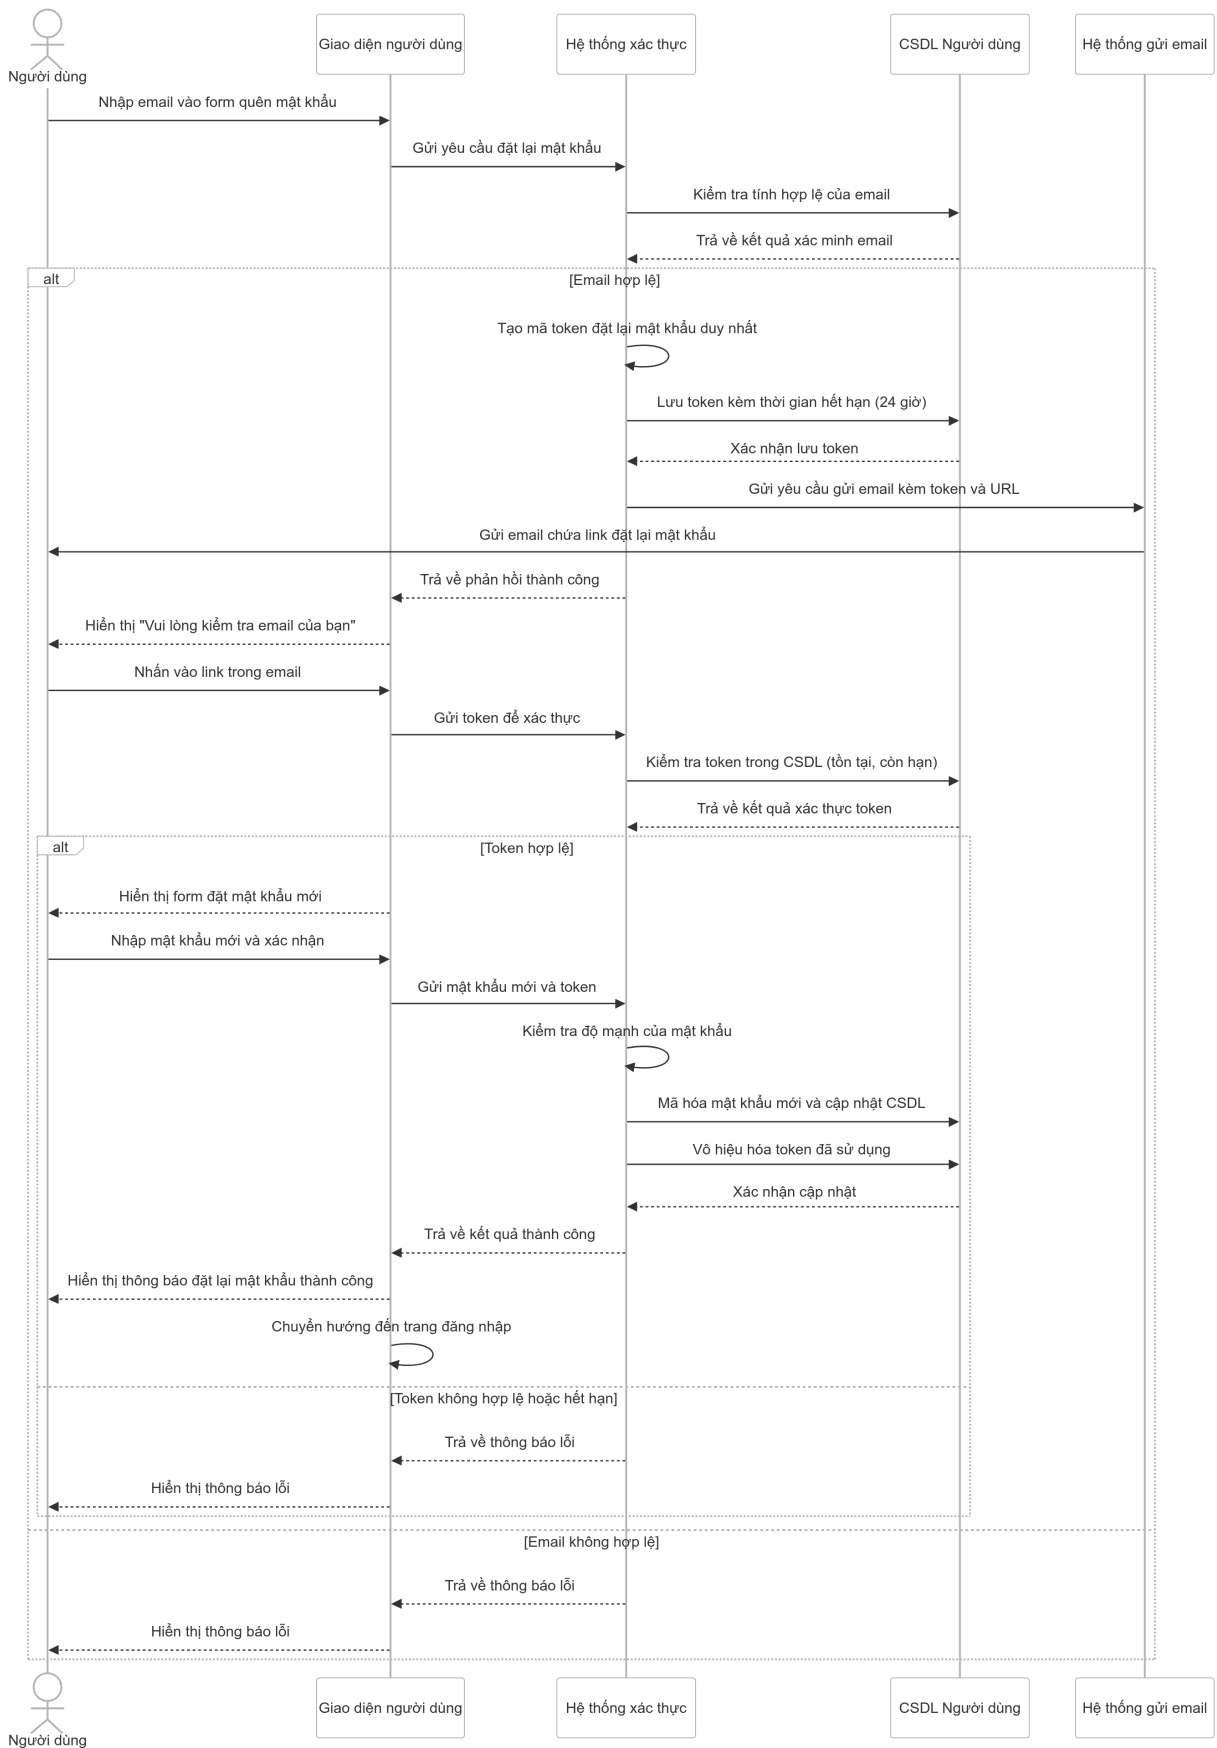 Người dùng
Giao diện người dùng
Hệ thống xác thực
CSDL Người dùng
Hệ thống gửi email
Nhập email vào form quên mật khẩu
Gửi yêu cầu đặt lại mật khẩu
Kiểm tra tính hợp lệ của email
Trả về kết quả xác minh email
alt
[Email hợp lệ]
Tạo mã token đặt lại mật khẩu duy nhất
Lưu token kèm thời gian hết hạn (24 giờ)
Xác nhận lưu token
Gửi yêu cầu gửi email kèm token và URL
Gửi email chứa link đặt lại mật khẩu
Trả về phản hồi thành công
Hiển thị "Vui lòng kiểm tra email của bạn"
Nhấn vào link trong email
Gửi token để xác thực
Kiểm tra token trong CSDL (tồn tại, còn hạn)
Trả về kết quả xác thực token
alt
[Token hợp lệ]
Hiển thị form đặt mật khẩu mới
Nhập mật khẩu mới và xác nhận
Gửi mật khẩu mới và token
Kiểm tra độ mạnh của mật khẩu
Mã hóa mật khẩu mới và cập nhật CSDL
Vô hiệu hóa token đã sử dụng
Xác nhận cập nhật
Trả về kết quả thành công
Hiển thị thông báo đặt lại mật khẩu thành công
Chuyển hướng đến trang đăng nhập
[Token không hợp lệ hoặc hết hạn]
Trả về thông báo lỗi
Hiển thị thông báo lỗi
[Email không hợp lệ]
Trả về thông báo lỗi
Hiển thị thông báo lỗi
Người dùng
Giao diện người dùng
Hệ thống xác thực
CSDL Người dùng
Hệ thống gửi email